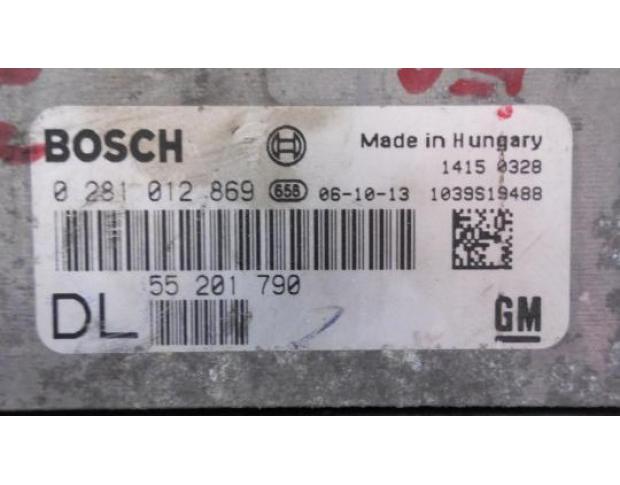 BOSCH Made in Hungary
1415 0328
0 281 012 869 656 06-10-13 1039S19488
55 201 790
DL
GM